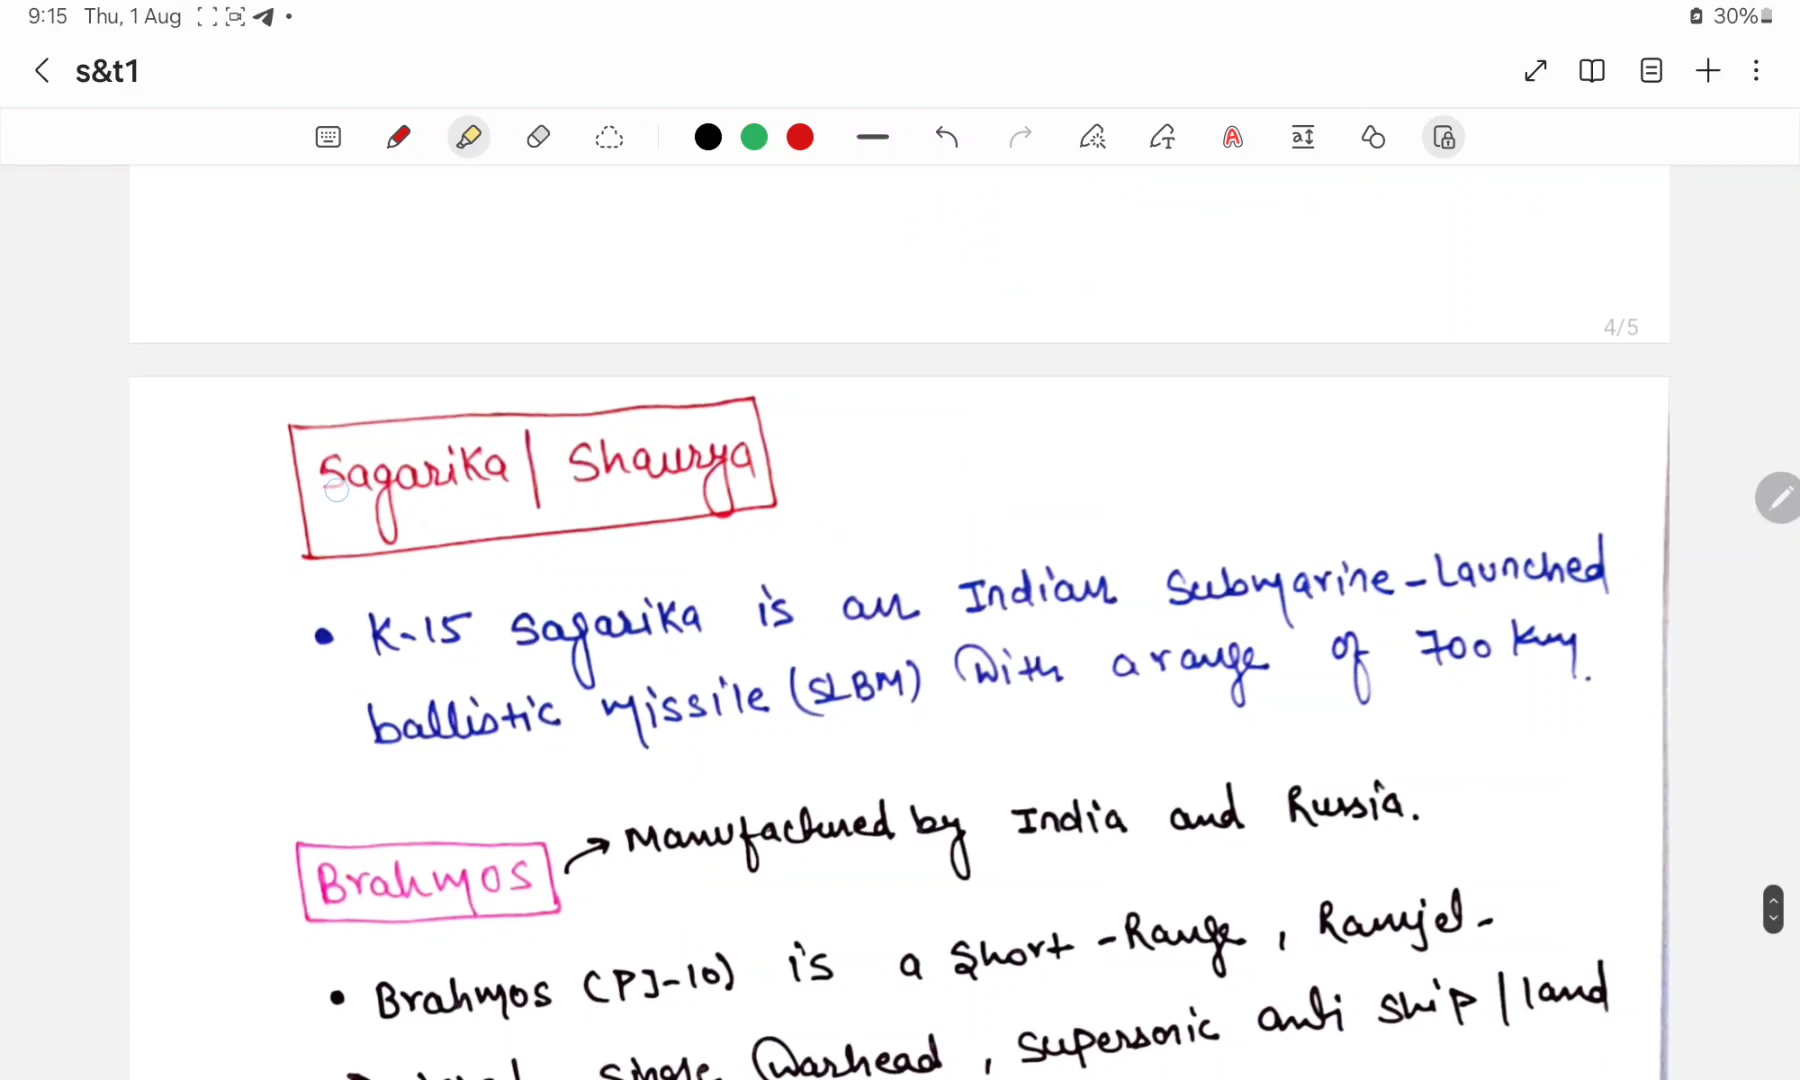 9:15 Thu, 1 Aug
30%
s&t1
4/5
Sagarika | Shaurya
• K-15 Sagarika is an Indian Submarine-Launched
ballistic missile (SLBM) With a range of 700 km.
Brahmos → Manufactured by India and Russia.
• Brahmos (PJ-10) is a Short-Range, Ramjet-
Warhead, supersonic anti ship/land